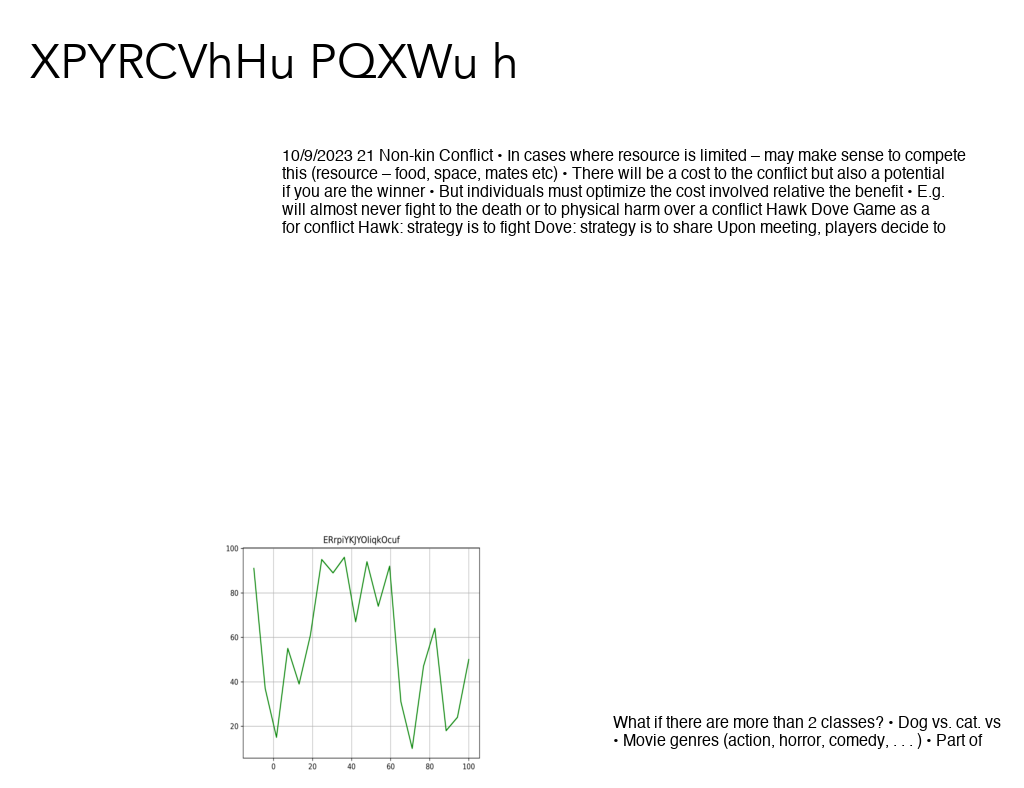 XPYRCVhHu PQXWu h
10/9/2023 21 Non-kin Conflict • In cases where resource is limited – may make sense to compete
this (resource – food, space, mates etc) • There will be a cost to the conflict but also a potential
if you are the winner • But individuals must optimize the cost involved relative the benefit • E.g.
will almost never fight to the death or to physical harm over a conflict Hawk Dove Game as a
for conflict Hawk: strategy is to fight Dove: strategy is to share Upon meeting, players decide to
ERrpiYKJYOliqkOcuf
100
80
60
40
20
0 20 40 60 80 100
What if there are more than 2 classes? • Dog vs. cat. vs
• Movie genres (action, horror, comedy, . . . ) • Part of